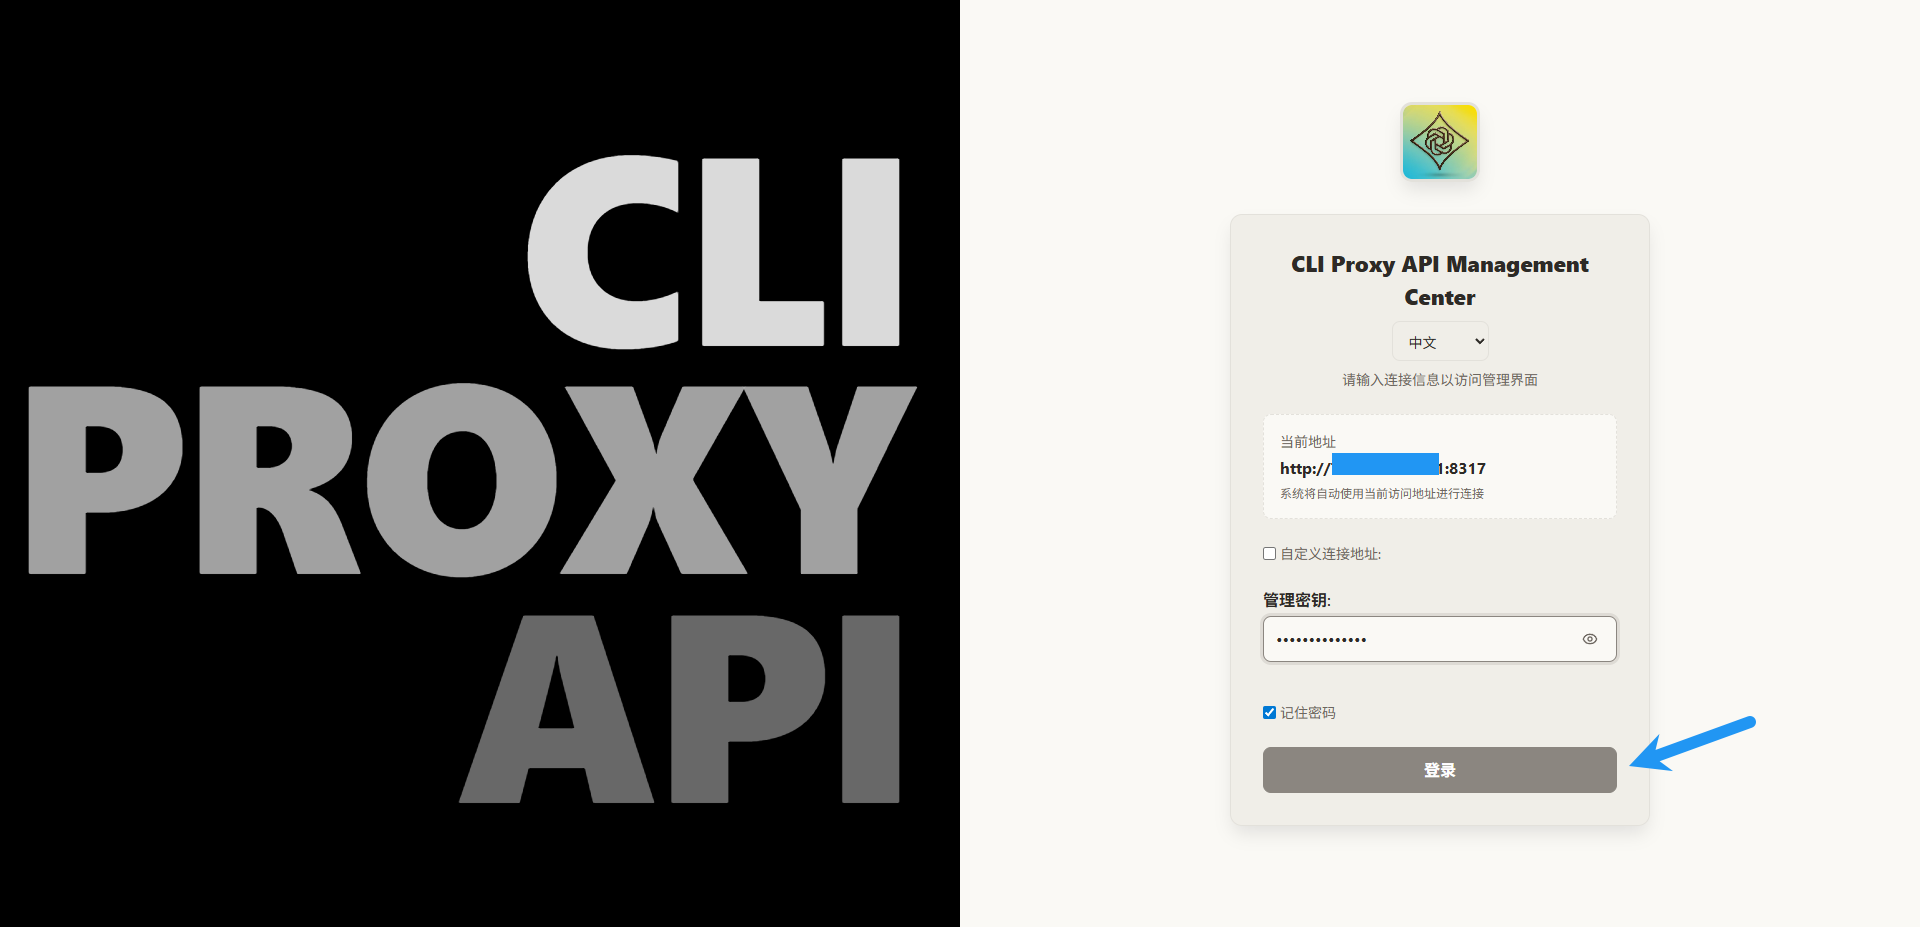 CLI
PROXY
API
CLI Proxy API Management
Center
中文
请输入连接信息以访问管理界面
当前地址
http:// 1:8317
系统将自动使用当前访问地址进行连接
自定义连接地址:
管理密钥:
••••••••••••••
记住密码
登录